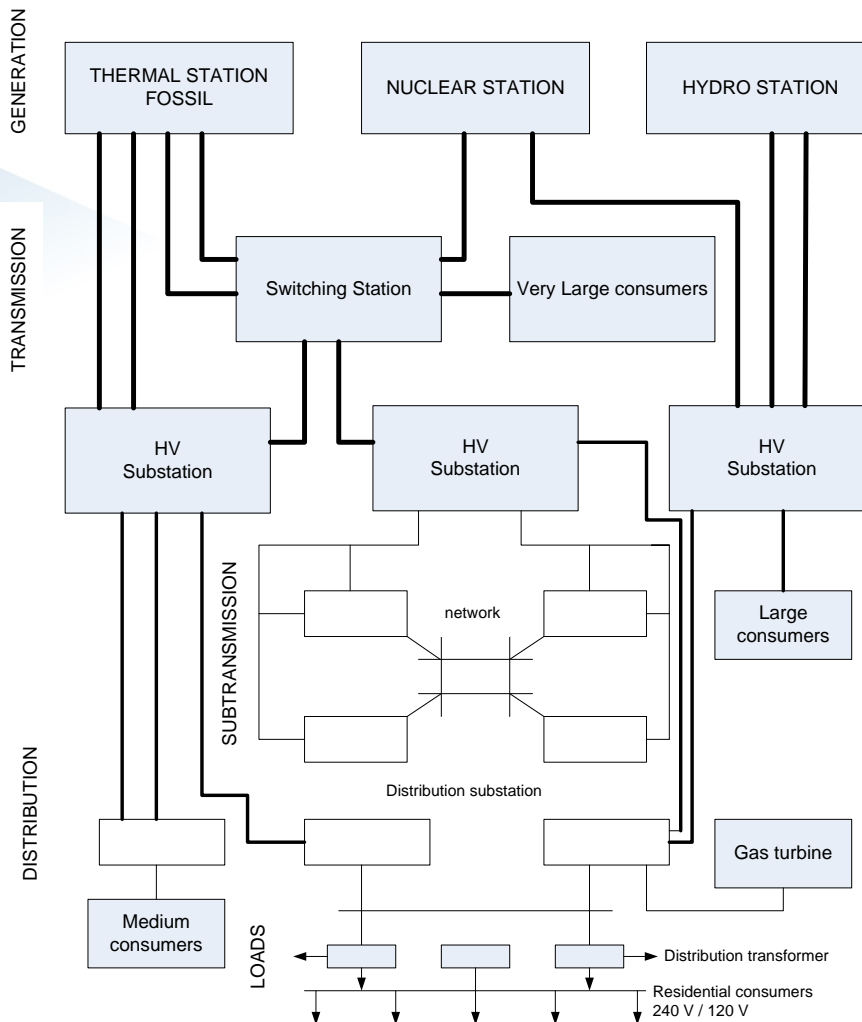 GENERATION
THERMAL STATION
FOSSIL
NUCLEAR STATION
HYDRO STATION
TRANSMISSION
Switching Station
Very Large consumers
HV
Substation
HV
Substation
HV
Substation
SUBTRANSMISSION
network
Large
consumers
DISTRIBUTION
Distribution substation
Gas turbine
Medium
consumers
LOADS
Distribution transformer
Residential consumers
240 V / 120 V